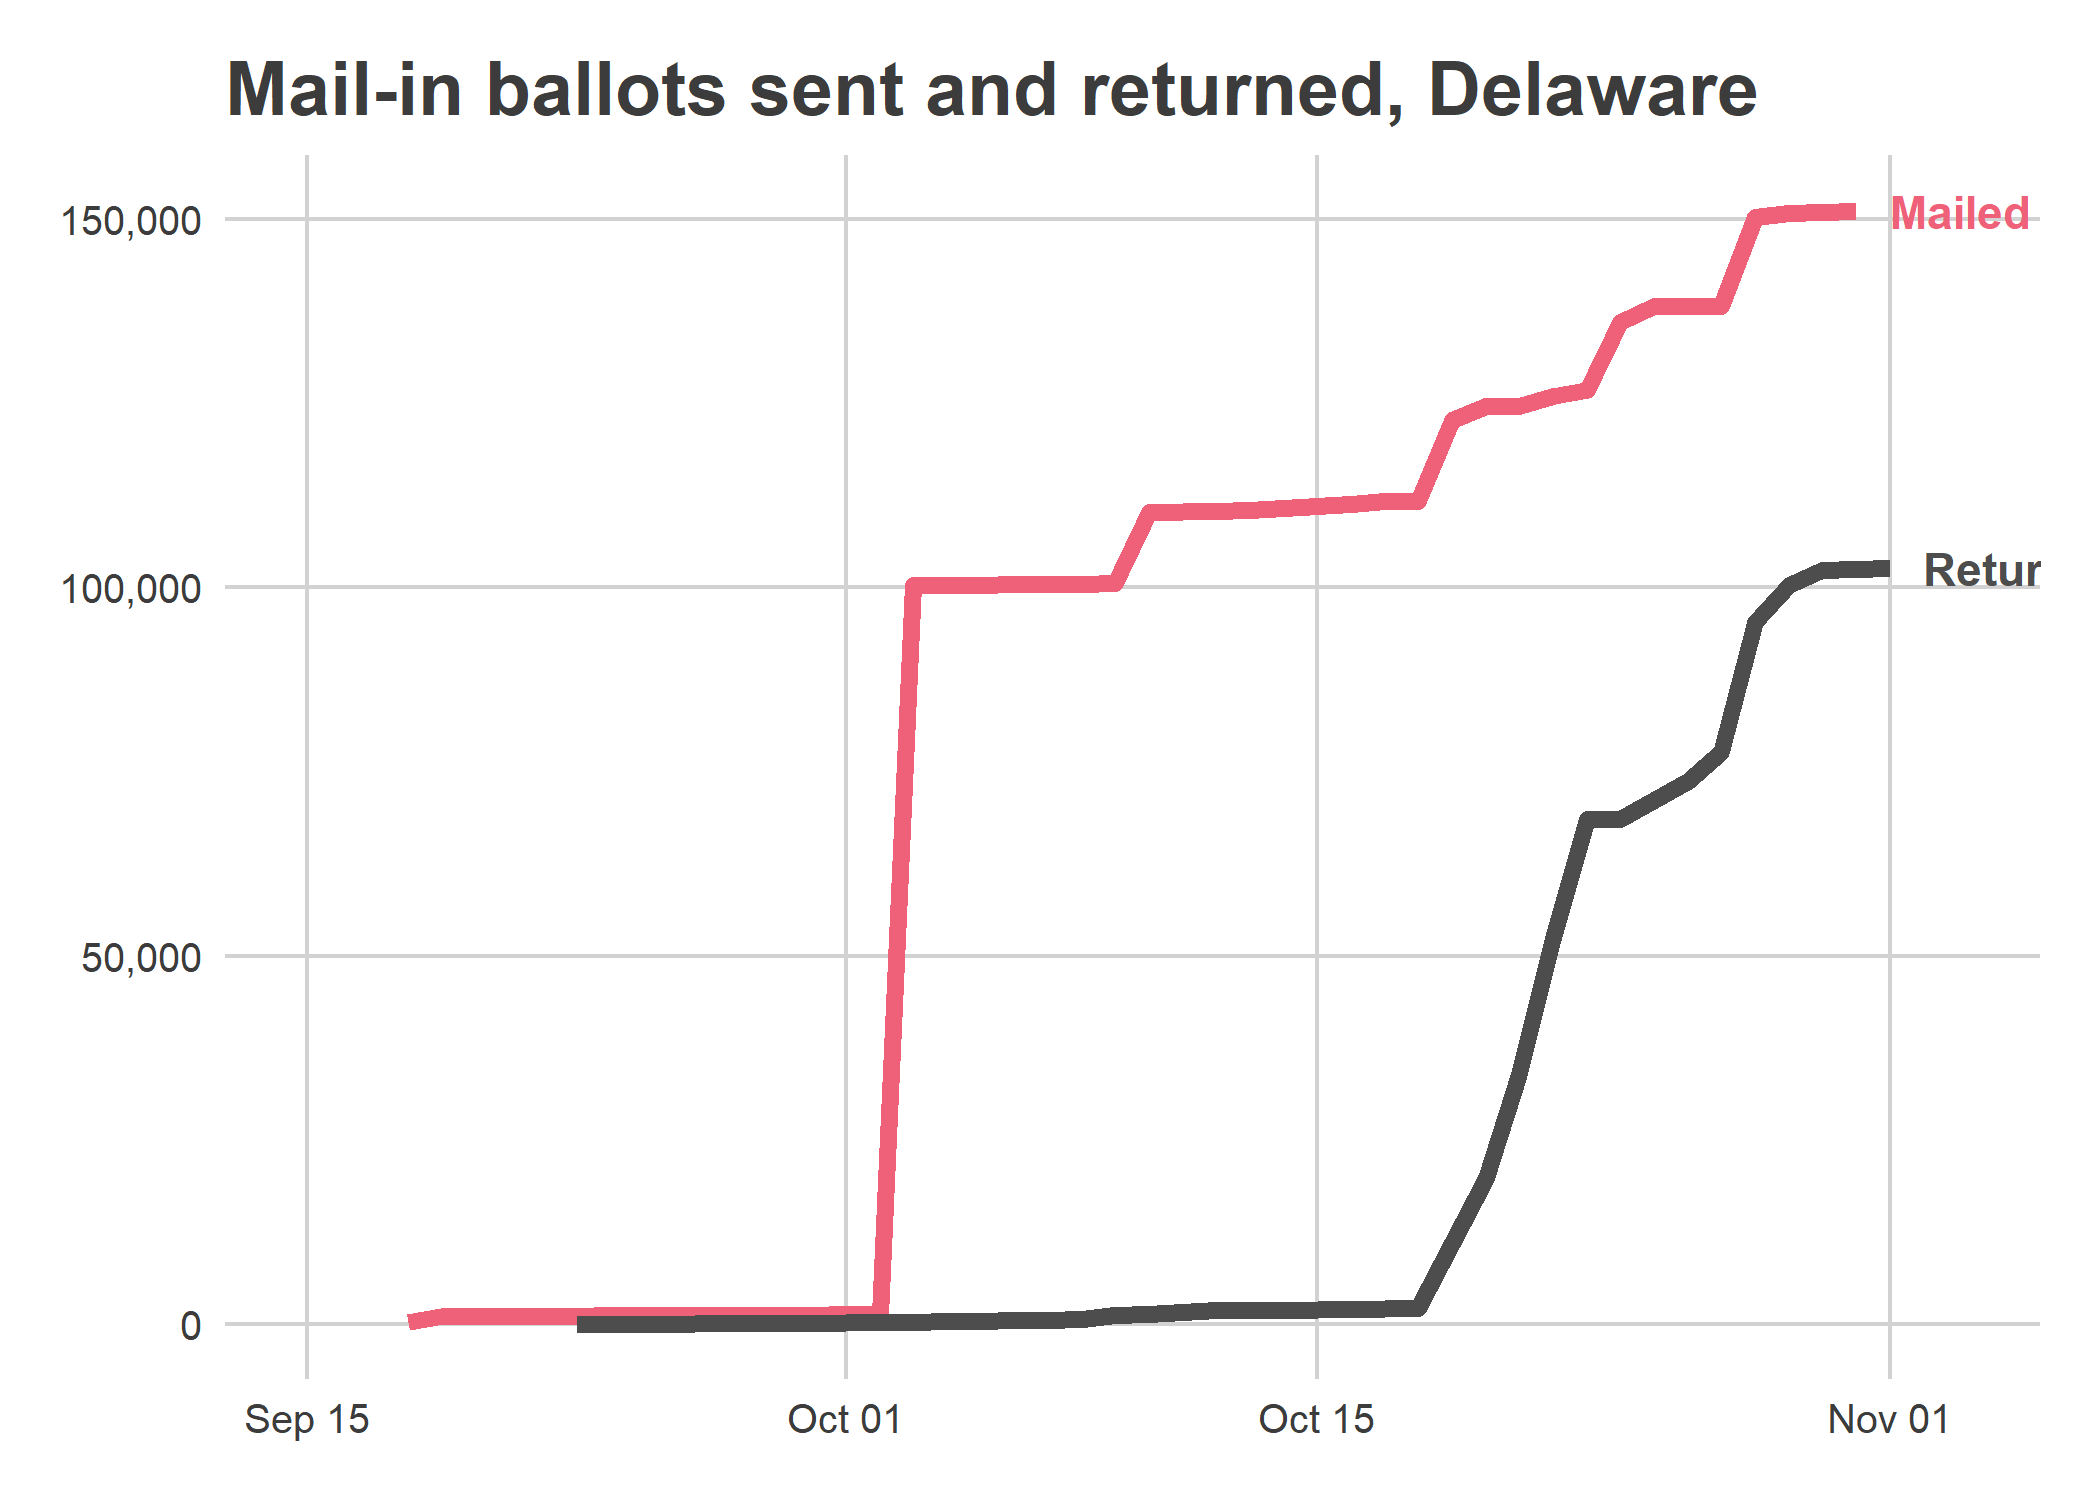 Mail-in ballots sent and returned, Delaware
150,000
Mailed
100,000
Retur
50,000
0
Sep 15
Oct 01
Oct 15
Nov 01